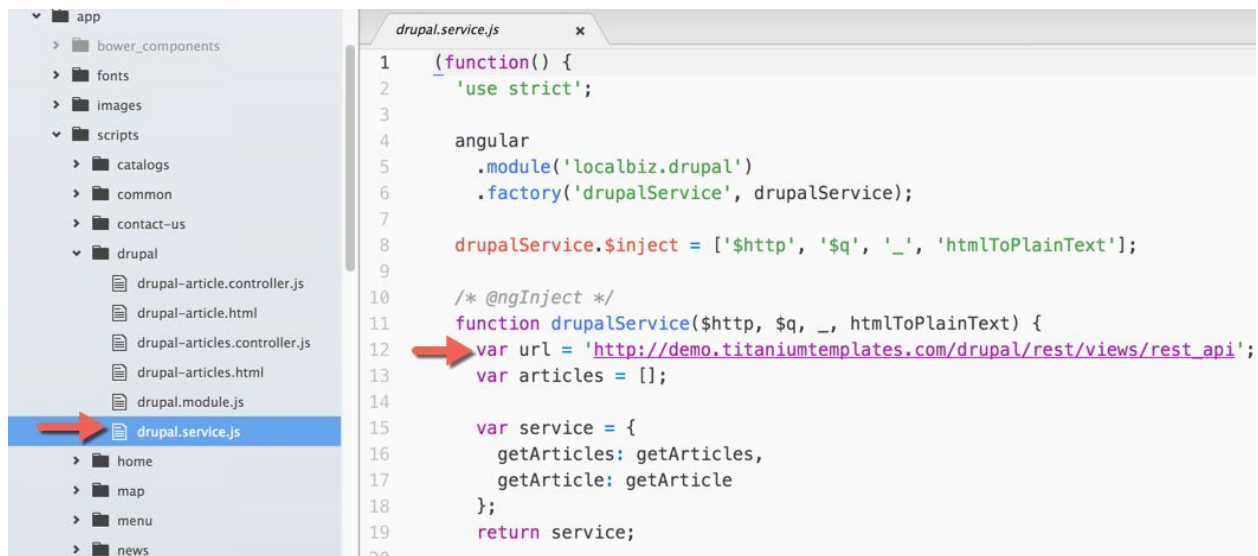 app
bower_components
fonts
images
scripts
catalogs
common
contact-us
drupal
drupal-article.controller.js
drupal-article.html
drupal-articles.controller.js
drupal-articles.html
drupal.module.js
drupal.service.js
home
map
menu
news
drupal.service.js x
1 (function() {
2 'use strict';
3
4 angular
5 .module('localbiz.drupal')
6 .factory('drupalService', drupalService);
7
8 drupalService.$inject = ['$http', '$q', '_', 'htmlToPlainText'];
9
10 /* @ngInject */
11 function drupalService($http, $q, _, htmlToPlainText) {
12 var url = 'http://demo.titaniumtemplates.com/drupal/rest/views/rest_api';
13 var articles = [];
14
15 var service = {
16 getArticles: getArticles,
17 getArticle: getArticle
18 };
19 return service;
20